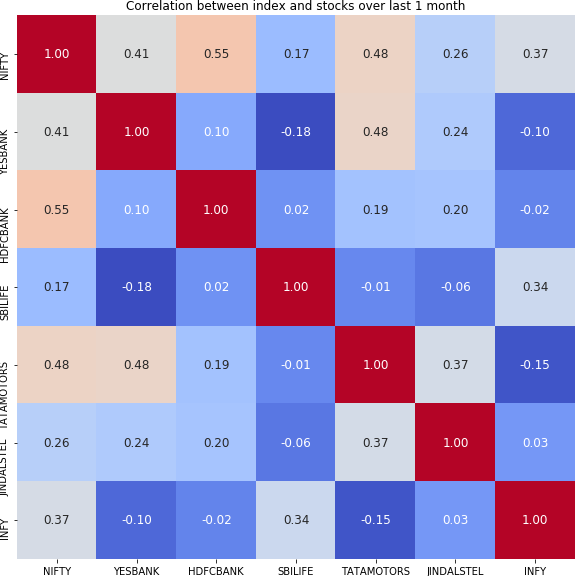 Correlation between index and stocks over last 1 month
NIFTY 1.00 0.41 0.55 0.17 0.48 0.26 0.37
YESBANK 0.41 1.00 0.10 -0.18 0.48 0.24 -0.10
HDFCBANK 0.55 0.10 1.00 0.02 0.19 0.20 -0.02
SBILIFE 0.17 -0.18 0.02 1.00 -0.01 -0.06 0.34
TATAMOTORS 0.48 0.48 0.19 -0.01 1.00 0.37 -0.15
JINDALSTEL 0.26 0.24 0.20 -0.06 0.37 1.00 0.03
INFY 0.37 -0.10 -0.02 0.34 -0.15 0.03 1.00
NIFTY YESBANK HDFCBANK SBILIFE TATAMOTORS JINDALSTEL INFY